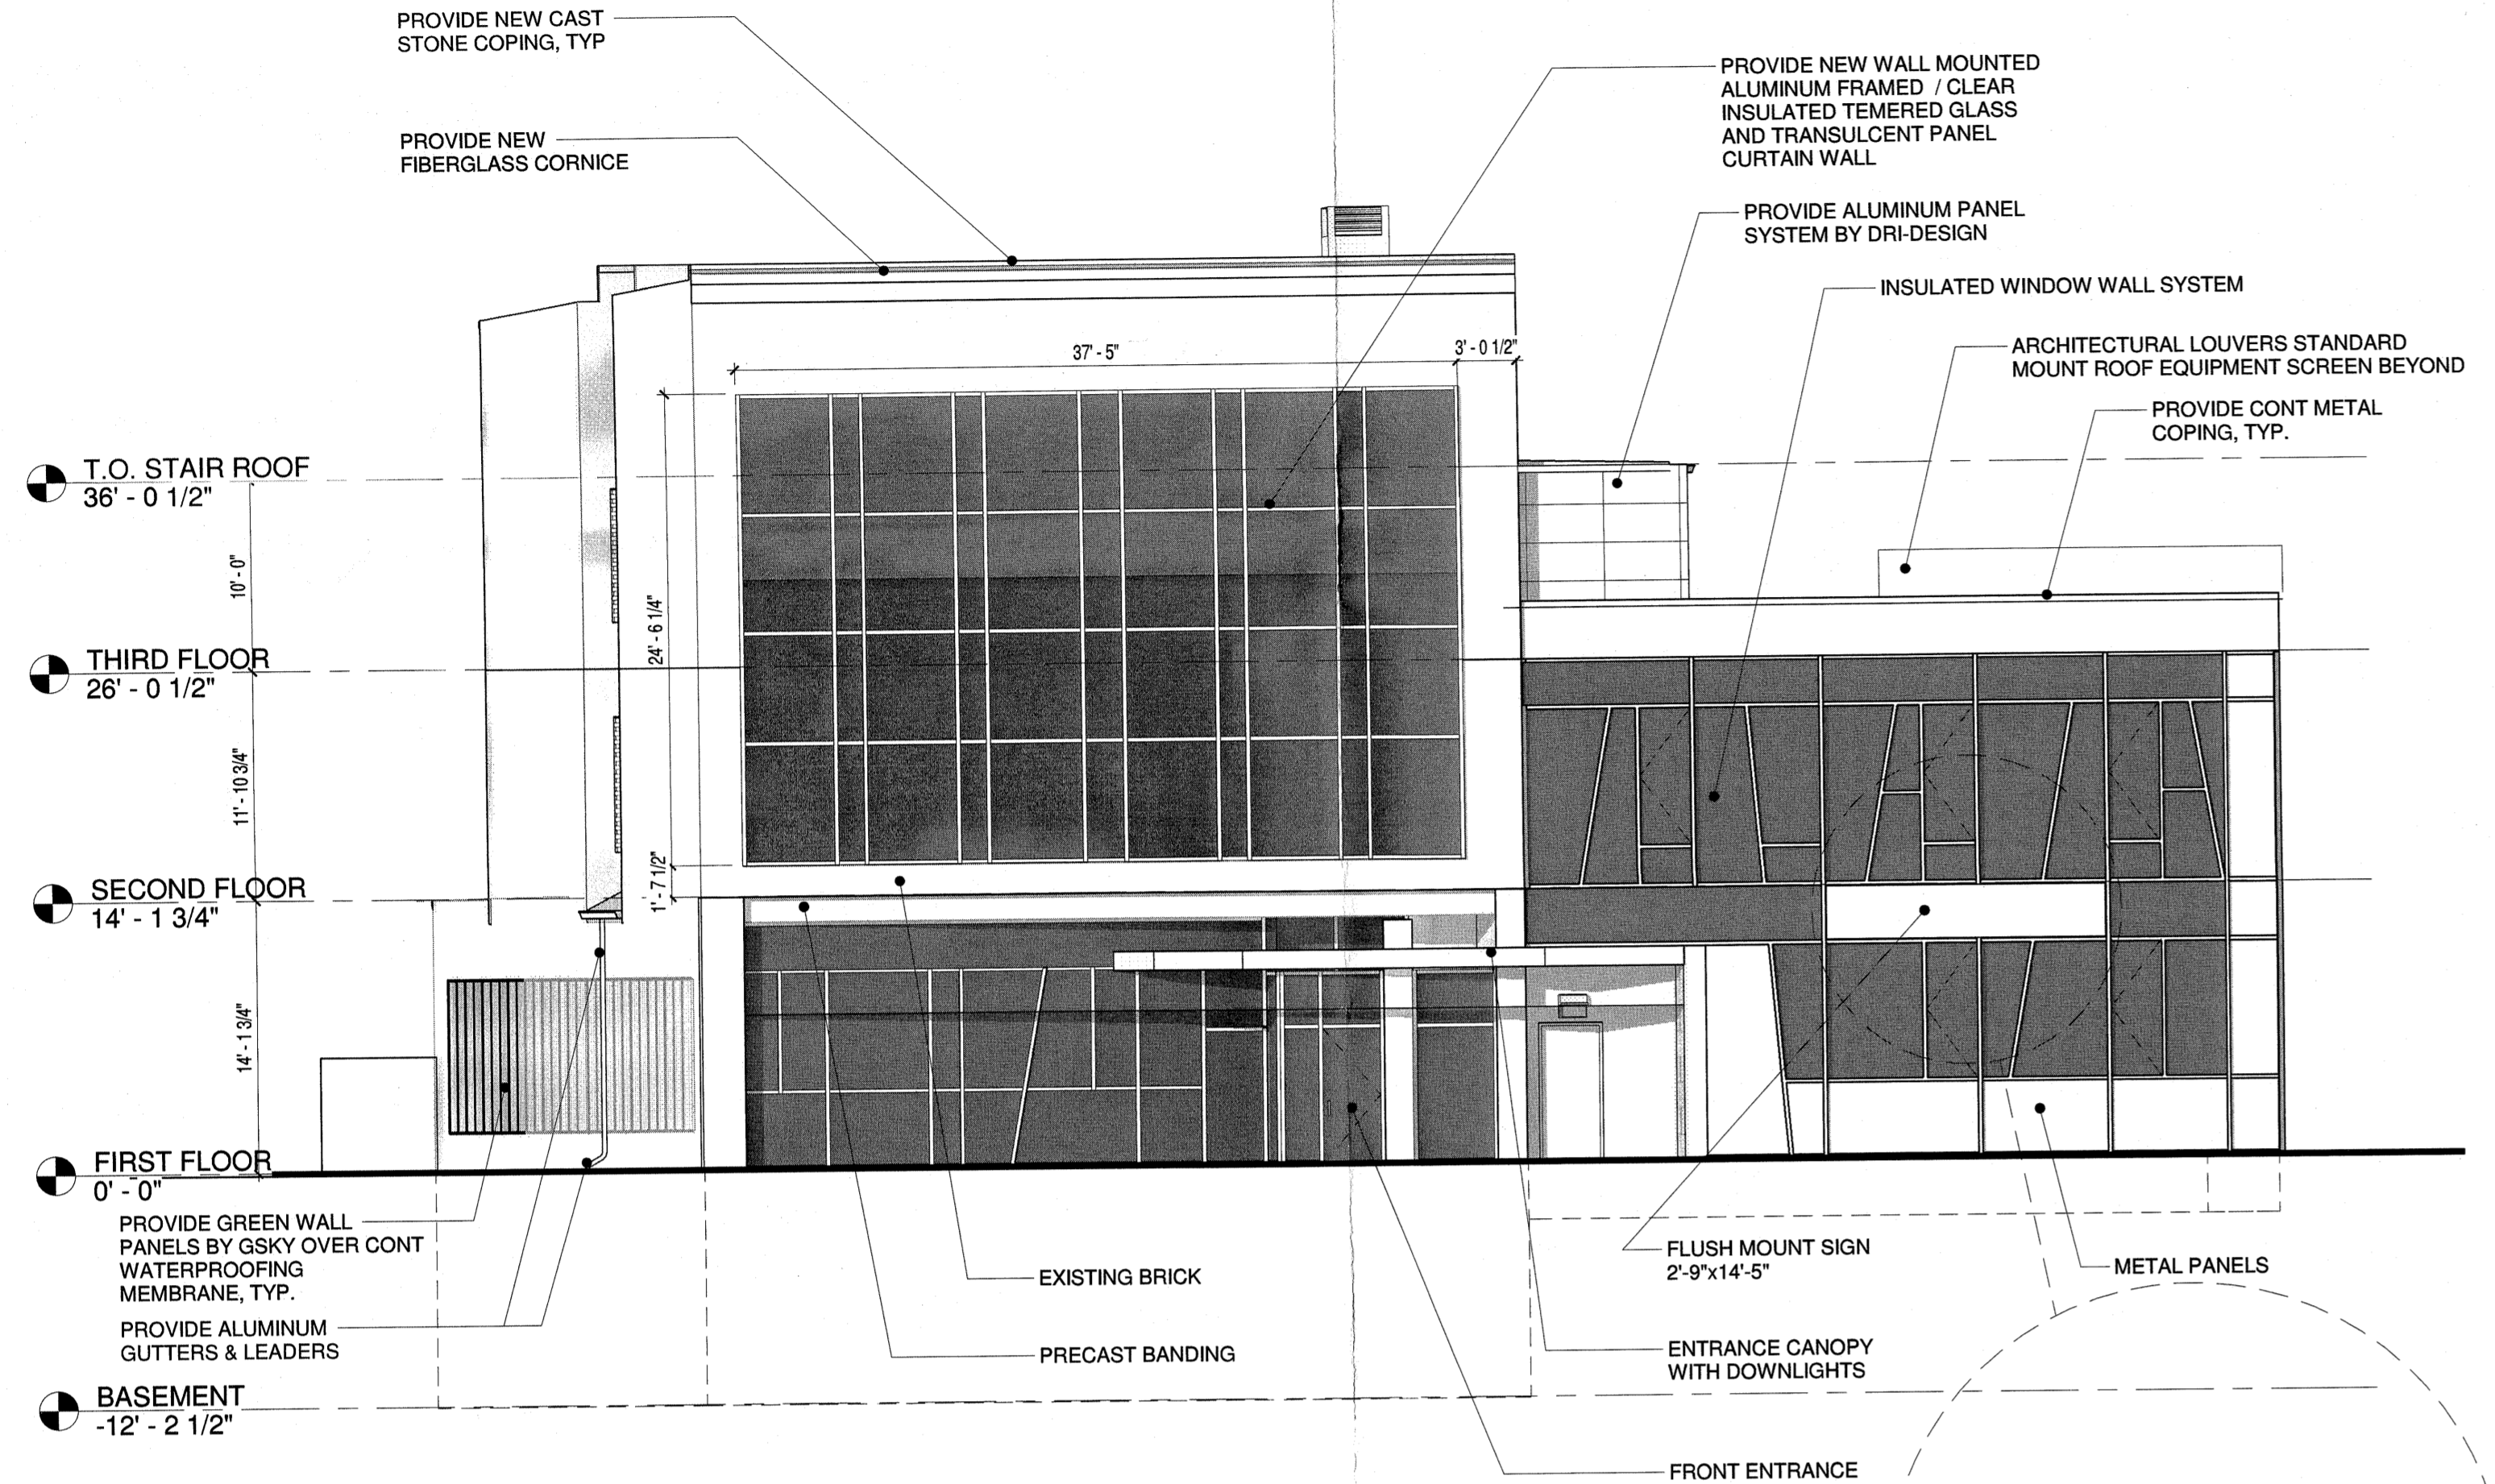 PROVIDE NEW CAST
STONE COPING, TYP
PROVIDE NEW
FIBERGLASS CORNICE
PROVIDE NEW WALL MOUNTED
ALUMINUM FRAMED / CLEAR
INSULATED TEMERED GLASS
AND TRANSULCENT PANEL
CURTAIN WALL
PROVIDE ALUMINUM PANEL
SYSTEM BY DRI-DESIGN
INSULATED WINDOW WALL SYSTEM
ARCHITECTURAL LOUVERS STANDARD
MOUNT ROOF EQUIPMENT SCREEN BEYOND
PROVIDE CONT METAL
COPING, TYP.
37' - 5"
3' - 0 1/2"
T.O. STAIR ROOF
36' - 0 1/2"
10' - 0"
24' - 6 1/4"
THIRD FLOOR
26' - 0 1/2"
11' - 10 3/4"
1' - 7 1/2"
SECOND FLOOR
14' - 1 3/4"
14' - 1 3/4"
FIRST FLOOR
0' - 0"
PROVIDE GREEN WALL
PANELS BY GSKY OVER CONT
WATERPROOFING
MEMBRANE, TYP.
PROVIDE ALUMINUM
GUTTERS & LEADERS
BASEMENT
-12' - 2 1/2"
EXISTING BRICK
PRECAST BANDING
FLUSH MOUNT SIGN
2'-9"x14'-5"
METAL PANELS
ENTRANCE CANOPY
WITH DOWNLIGHTS
FRONT ENTRANCE